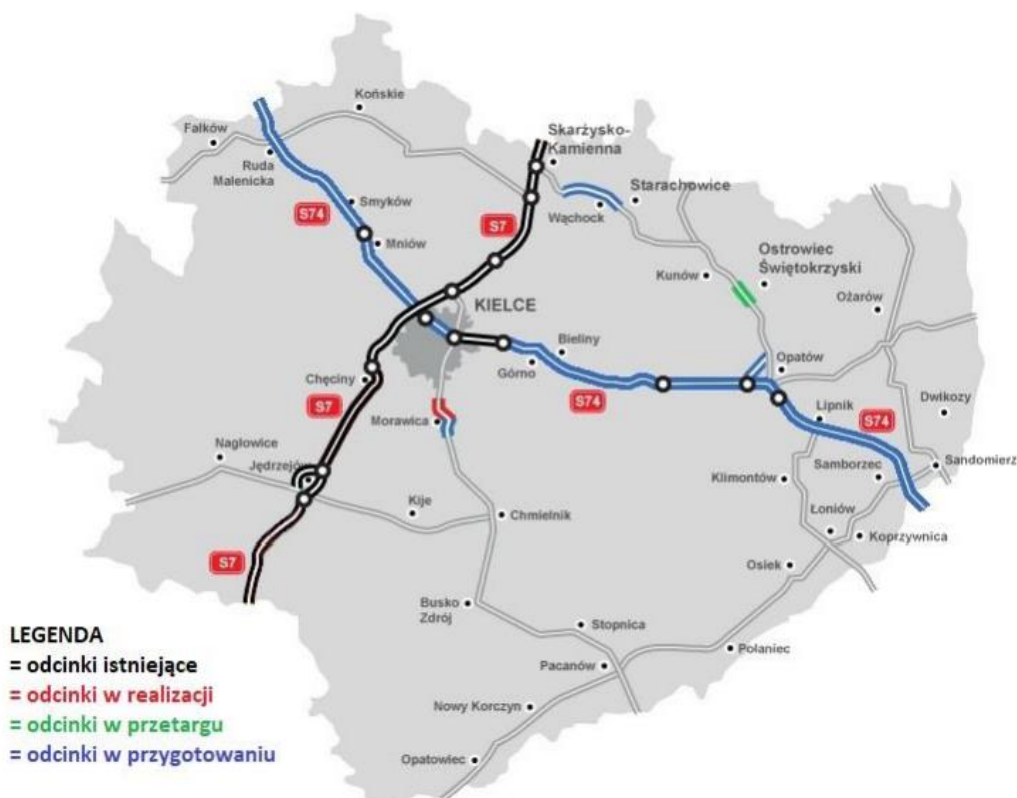 Końskie
Fałków
Ruda
Malenicka
Skarżysko-
Kamienna
Starachowice
Wąchock
S74
Smyków
S7
Mniów
Kunów
Ostrowiec
Świętokrzyski
Ożarów
KIELCE
Bieliny
Górno
Opatów
Chęciny
S74
Lipnik
Dwikozy
S7
Morawica
S74
Nagłowice
Jędrzejów
Klimontów
Samborzec
Sandomierz
Kije
Chmielnik
Łoniów
Koprzywnica
S7
Osiek
Busko
Zdrój
Stopnica
Połaniec
Pacanów
Nowy Korczyn
Opatowiec
LEGENDA
= odcinki istniejące
= odcinki w realizacji
= odcinki w przetargu
= odcinki w przygotowaniu